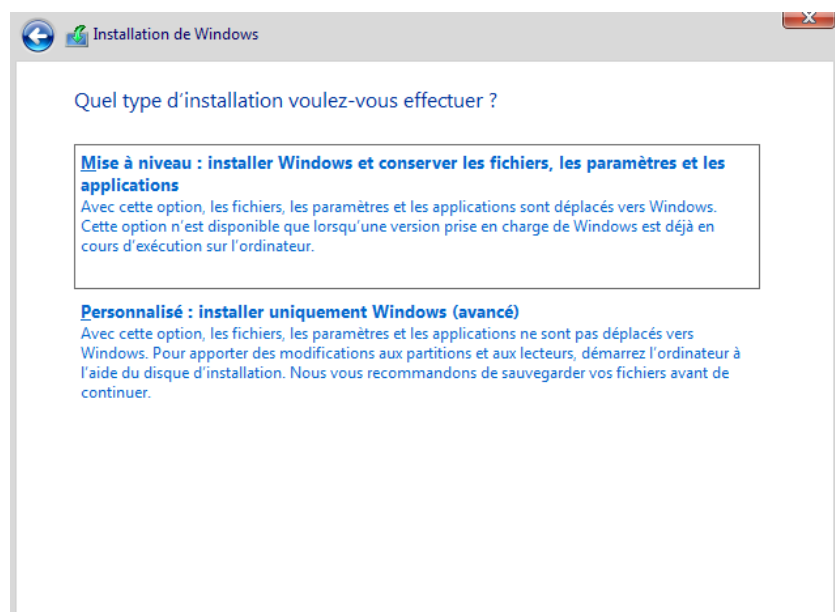 Installation de Windows
Quel type d'installation voulez-vous effectuer ?
Mise à niveau : installer Windows et conserver les fichiers, les paramètres et les
applications
Avec cette option, les fichiers, les paramètres et les applications sont déplacés vers Windows.
Cette option n'est disponible que lorsqu'une version prise en charge de Windows est déjà en
cours d'exécution sur l'ordinateur.
Personnalisé : installer uniquement Windows (avancé)
Avec cette option, les fichiers, les paramètres et les applications ne sont pas déplacés vers
Windows. Pour apporter des modifications aux partitions et aux lecteurs, démarrez l'ordinateur à
l'aide du disque d'installation. Nous vous recommandons de sauvegarder vos fichiers avant de
continuer.